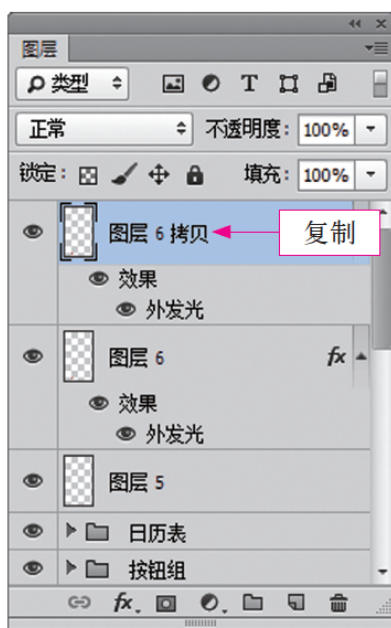 图层
类型
正常 不透明度: 100%
锁定: 填充: 100%
图层 6 拷贝 复制
效果
外发光
图层 6 fx
效果
外发光
图层 5
日历表
按钮组
fx.